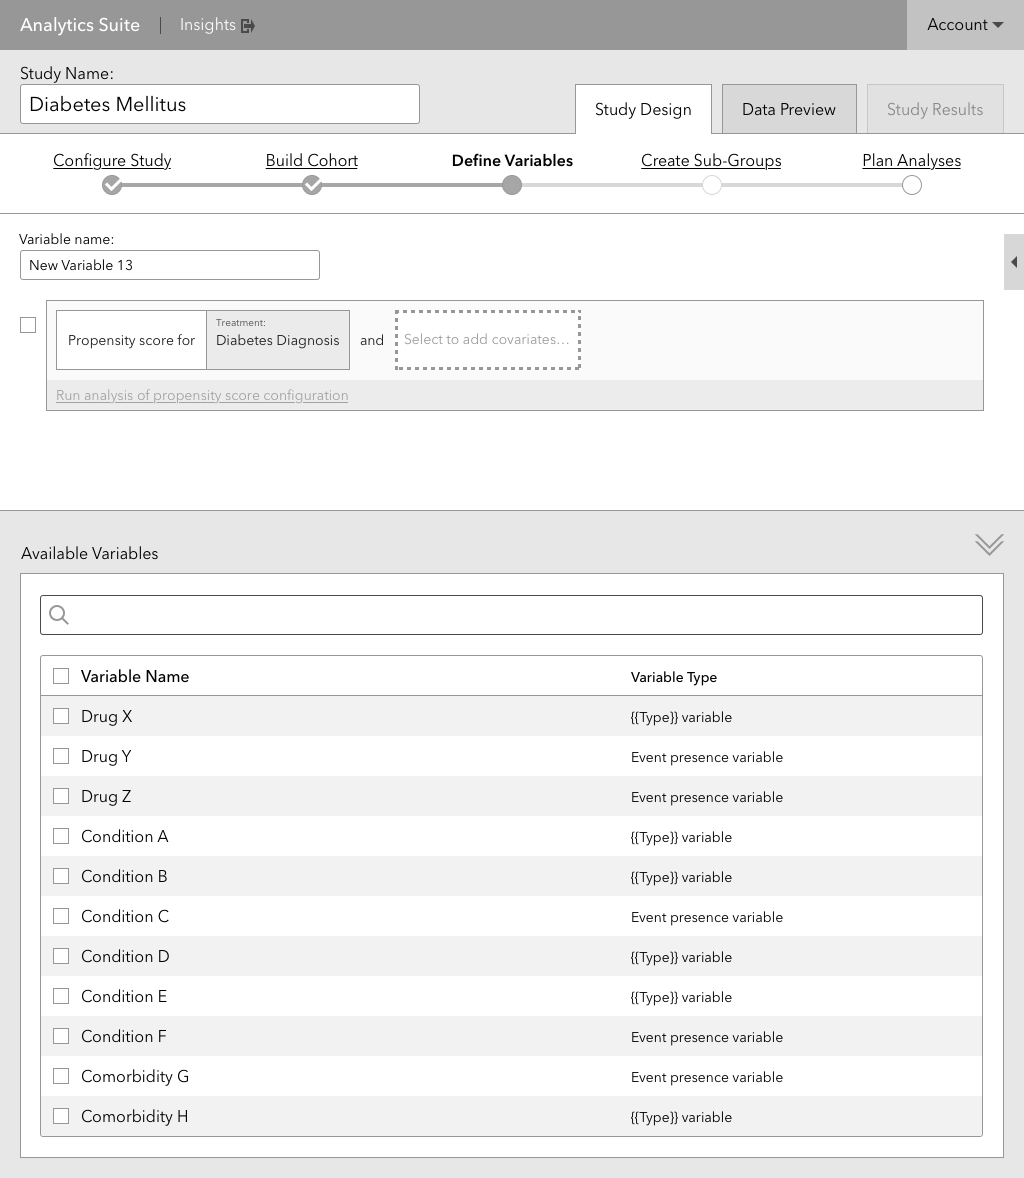 Analytics Suite | Insights Account
Study Name:
Diabetes Mellitus
Study Design Data Preview Study Results
Configure Study Build Cohort Define Variables Create Sub-Groups Plan Analyses
Variable name:
New Variable 13
Treatment:
Propensity score for Diabetes Diagnosis and Select to add covariates...
Run analysis of propensity score configuration
Available Variables
Variable Name Variable Type
Drug X {{Type}} variable
Drug Y Event presence variable
Drug Z Event presence variable
Condition A {{Type}} variable
Condition B {{Type}} variable
Condition C Event presence variable
Condition D {{Type}} variable
Condition E {{Type}} variable
Condition F Event presence variable
Comorbidity G Event presence variable
Comorbidity H {{Type}} variable